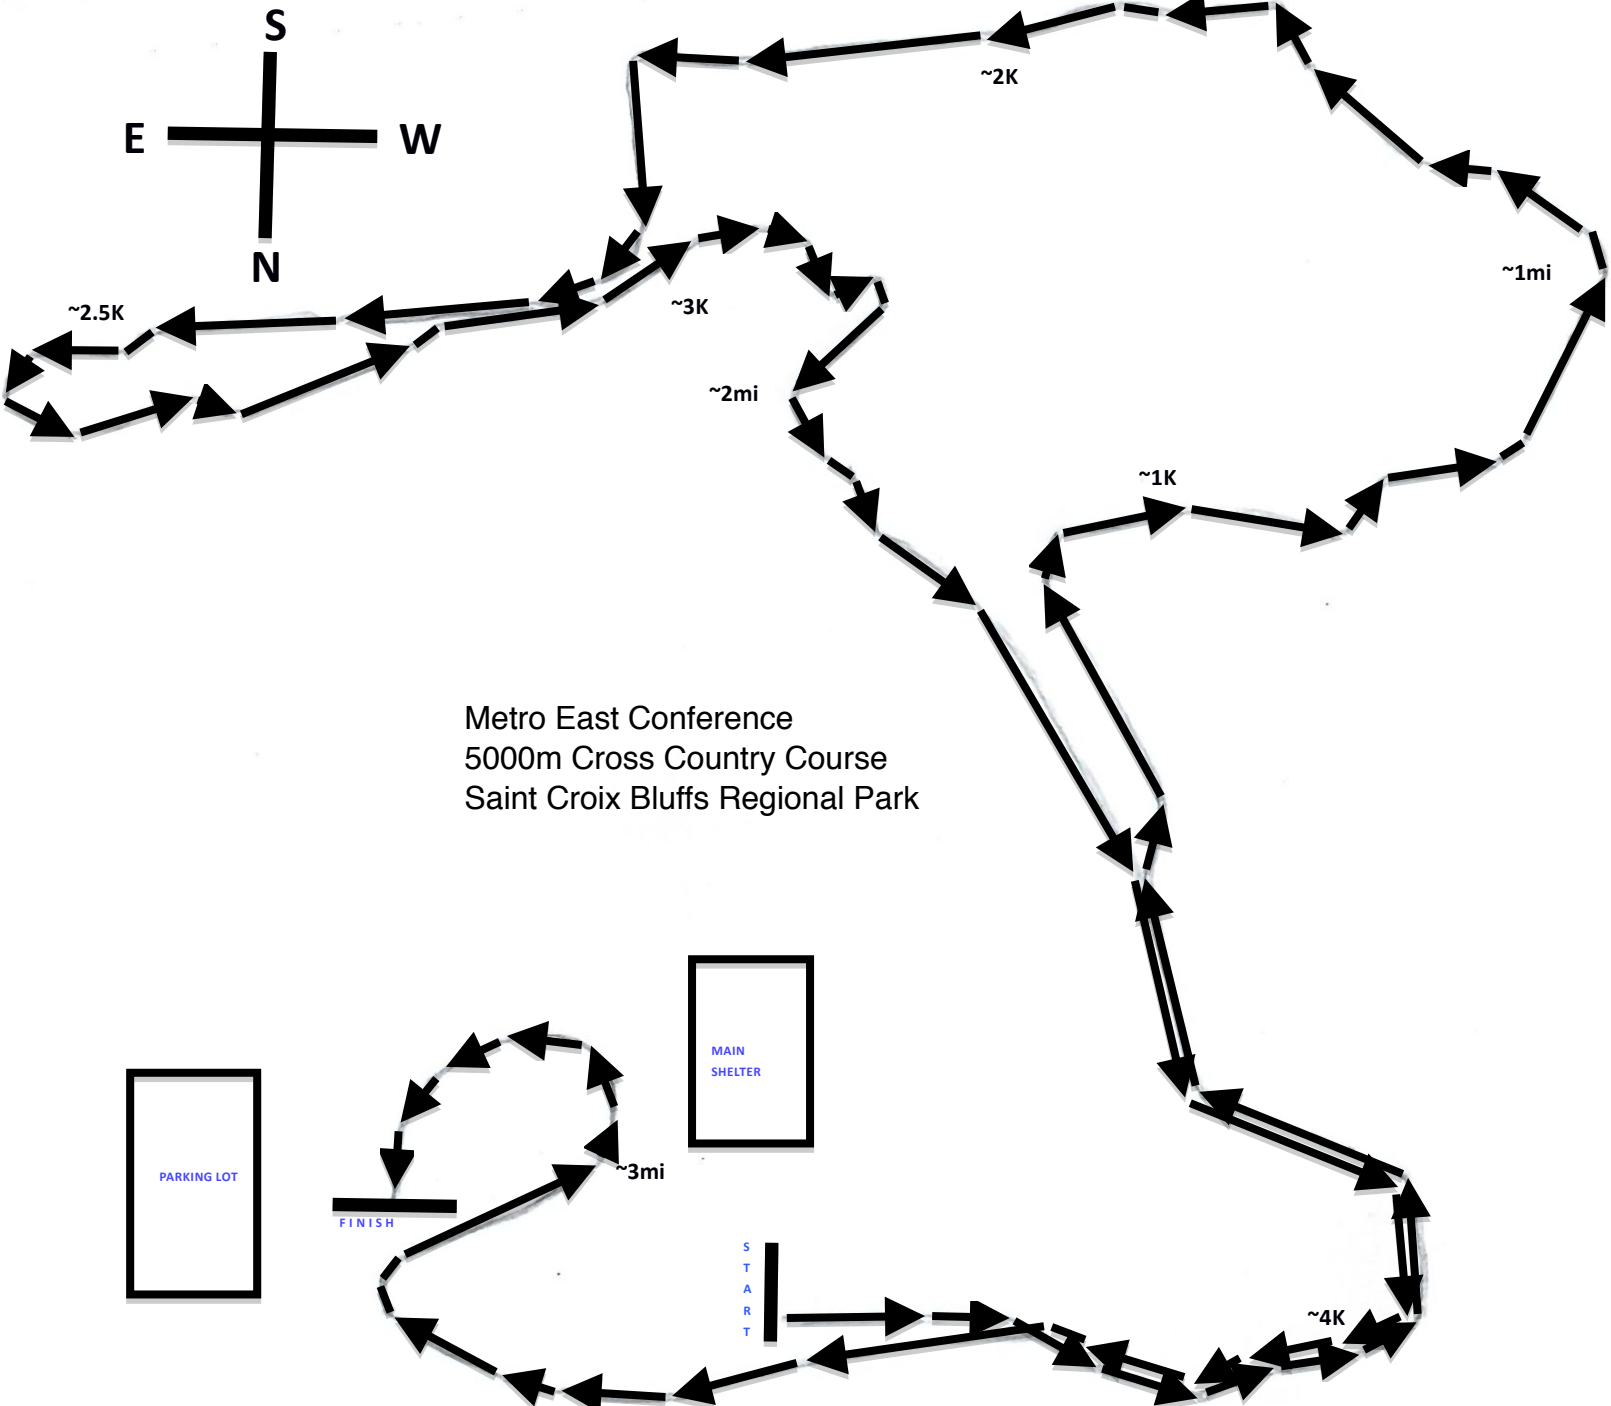 S
E
W
N
~2K
~1mi
~2.5K
~3K
~2mi
~1K
Metro East Conference
5000m Cross Country Course
Saint Croix Bluffs Regional Park
MAIN
SHELTER
PARKING LOT
~3mi
FINISH
START
~4K